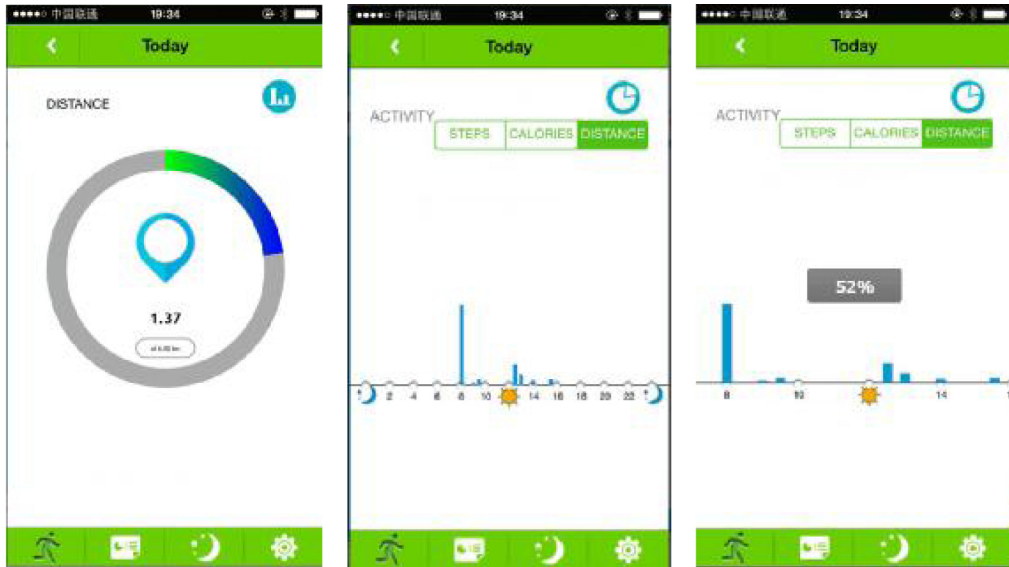 中国联通 19:34
Today
DISTANCE
1.37
中国联通 19:34
Today
ACTIVITY
STEPS CALORIES DISTANCE
2 4 6 8 10 14 16 18 20 22
中国联通 19:34
Today
ACTIVITY
STEPS CALORIES DISTANCE
52%
8 10 14